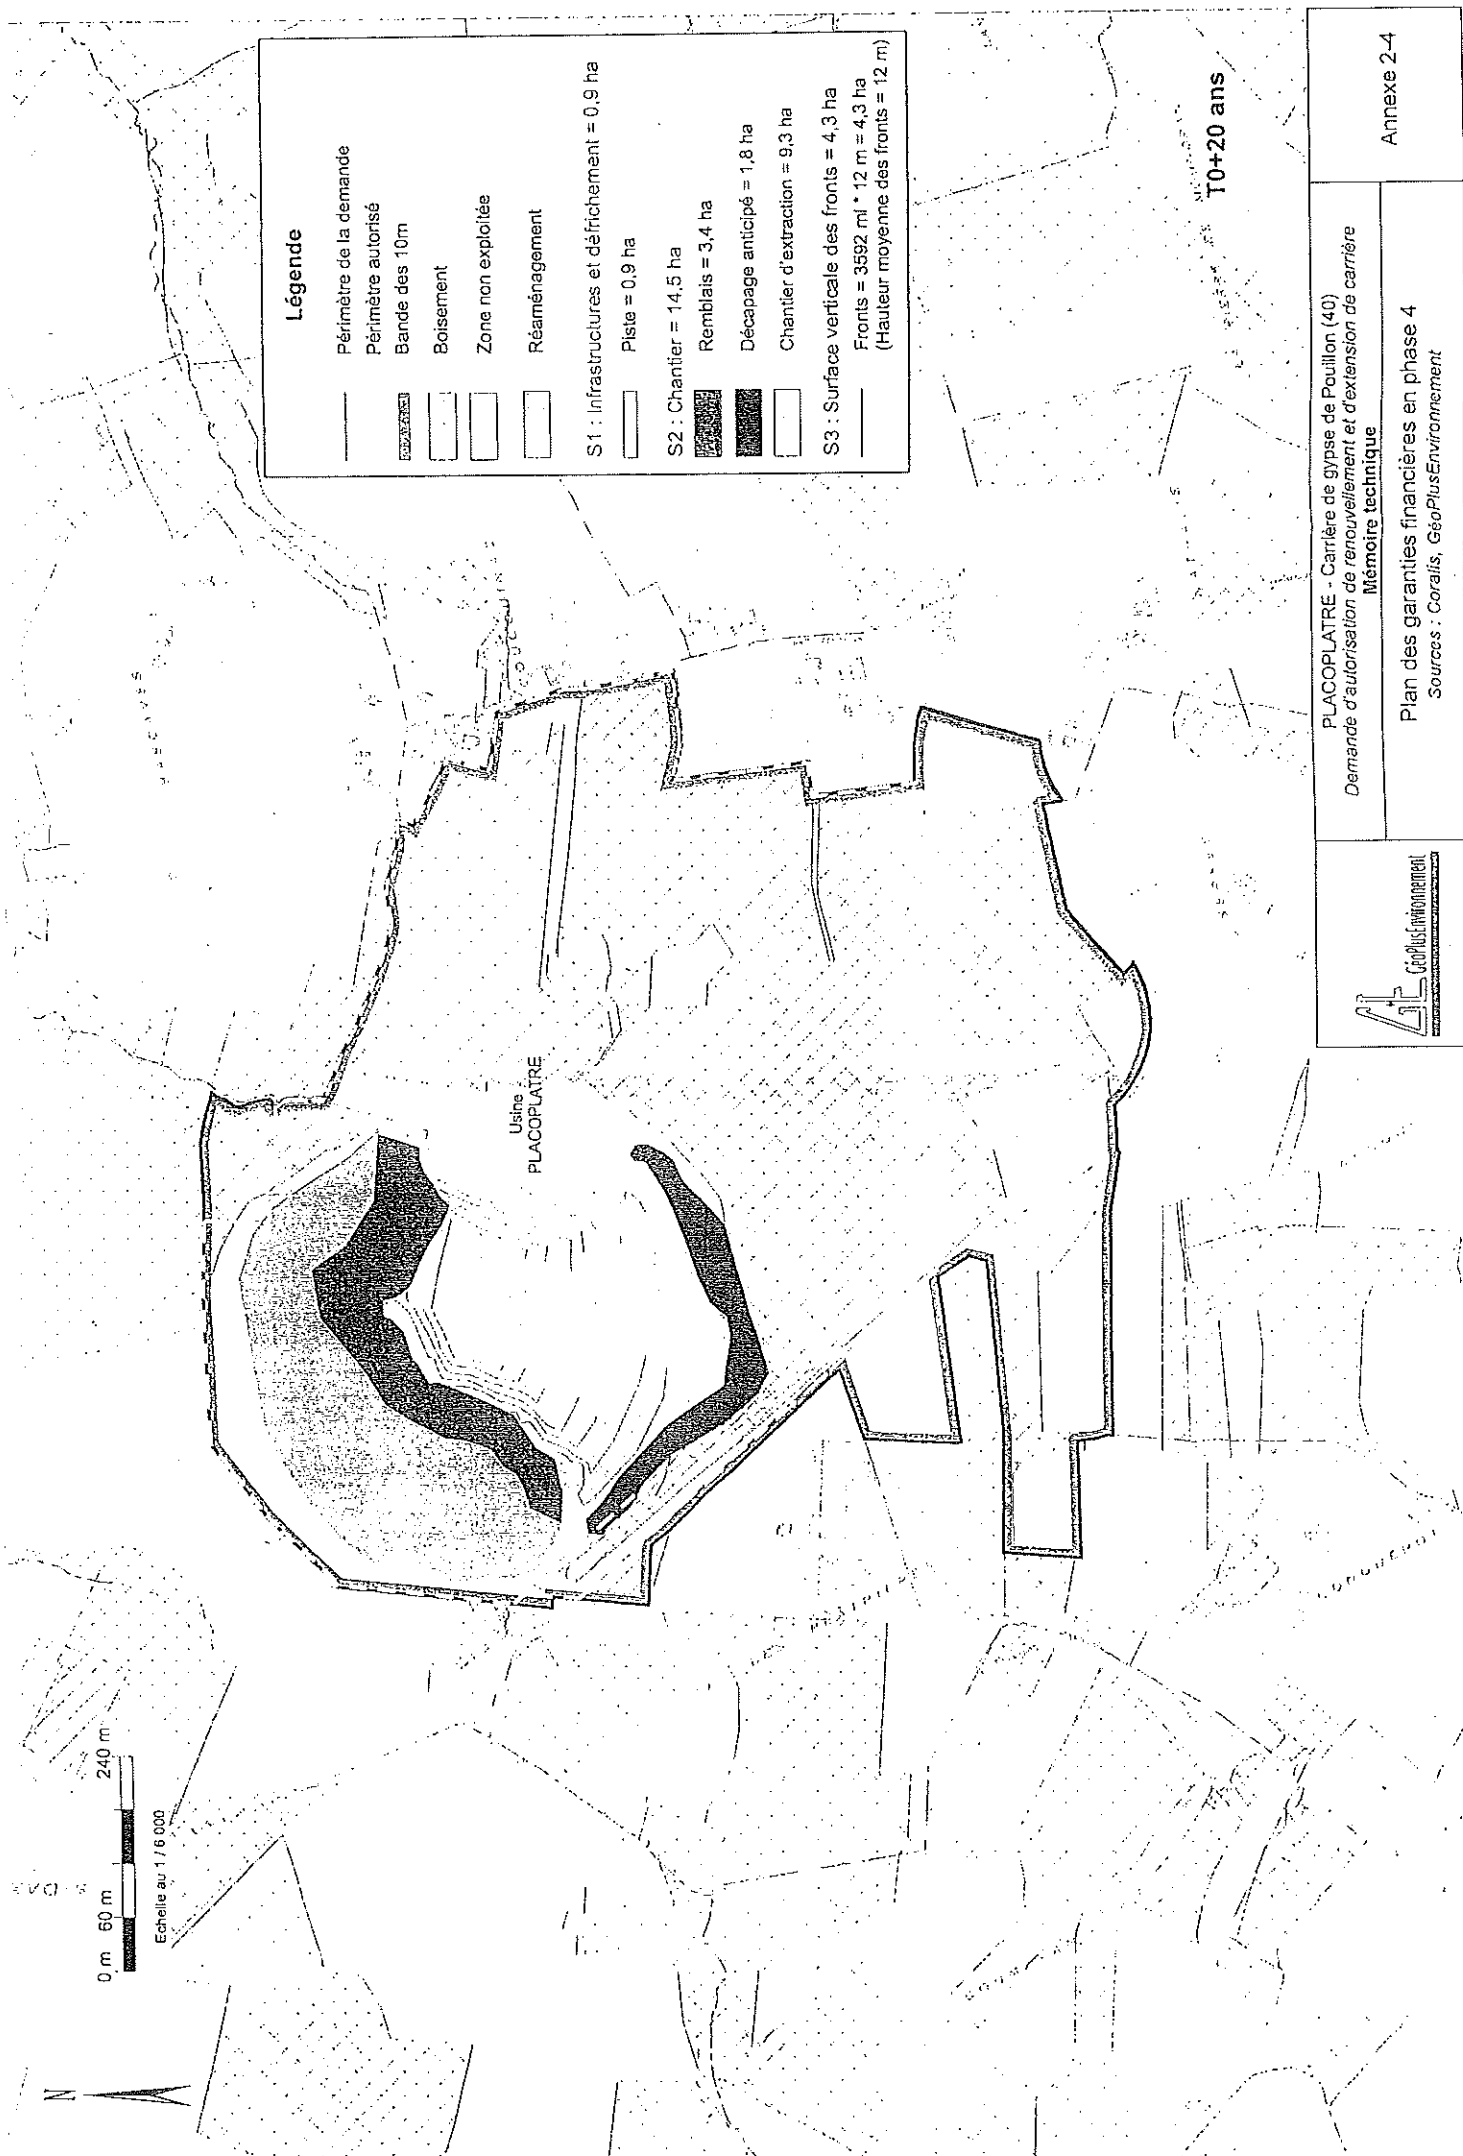 0 m 60 m 240 m
Echelle au 1 / 6 000
N
Usine
PLACOPLATRE
Légende
Périmètre de la demande
Périmètre autorisé
Bande des 10m
Boisement
Zone non exploitée
Réaménagement
S1 : Infrastructures et défrichement = 0,9 ha
Piste = 0,9 ha
S2 : Chantier = 14,5 ha
Remblais = 3,4 ha
Décapage anticipé = 1,8 ha
Chantier d'extraction = 9,3 ha
S3 : Surface verticale des fronts = 4,3 ha
Fronts = 3592 ml * 12 m = 4,3 ha
(Hauteur moyenne des fronts = 12 m)
T0+20 ans
GéoPlusEnvironnement
PLACOPLATRE - Carrière de gypse de Pouillon (40)
Demande d'autorisation de renouvellement et d'extension de carrière
Mémoire technique
Plan des garanties financières en phase 4
Sources : Coralis, GéoPlusEnvironnement
Annexe 2-4